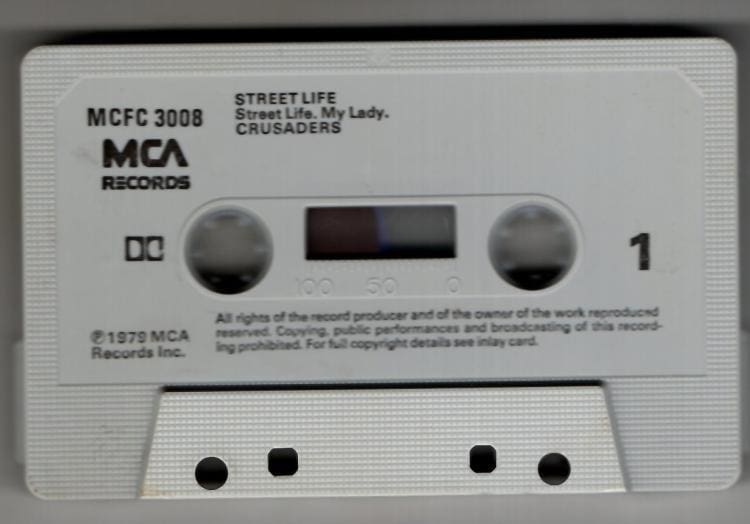 MCFC 3008
MCA
RECORDS
STREET LIFE
Street Life. My Lady.
CRUSADERS
1
100 50 0
℗1979 MCA
Records Inc.
All rights of the record producer and of the owner of the work reproduced
reserved. Copying, public performances and broadcasting of this record-
ing prohibited. For full copyright details see inlay card.